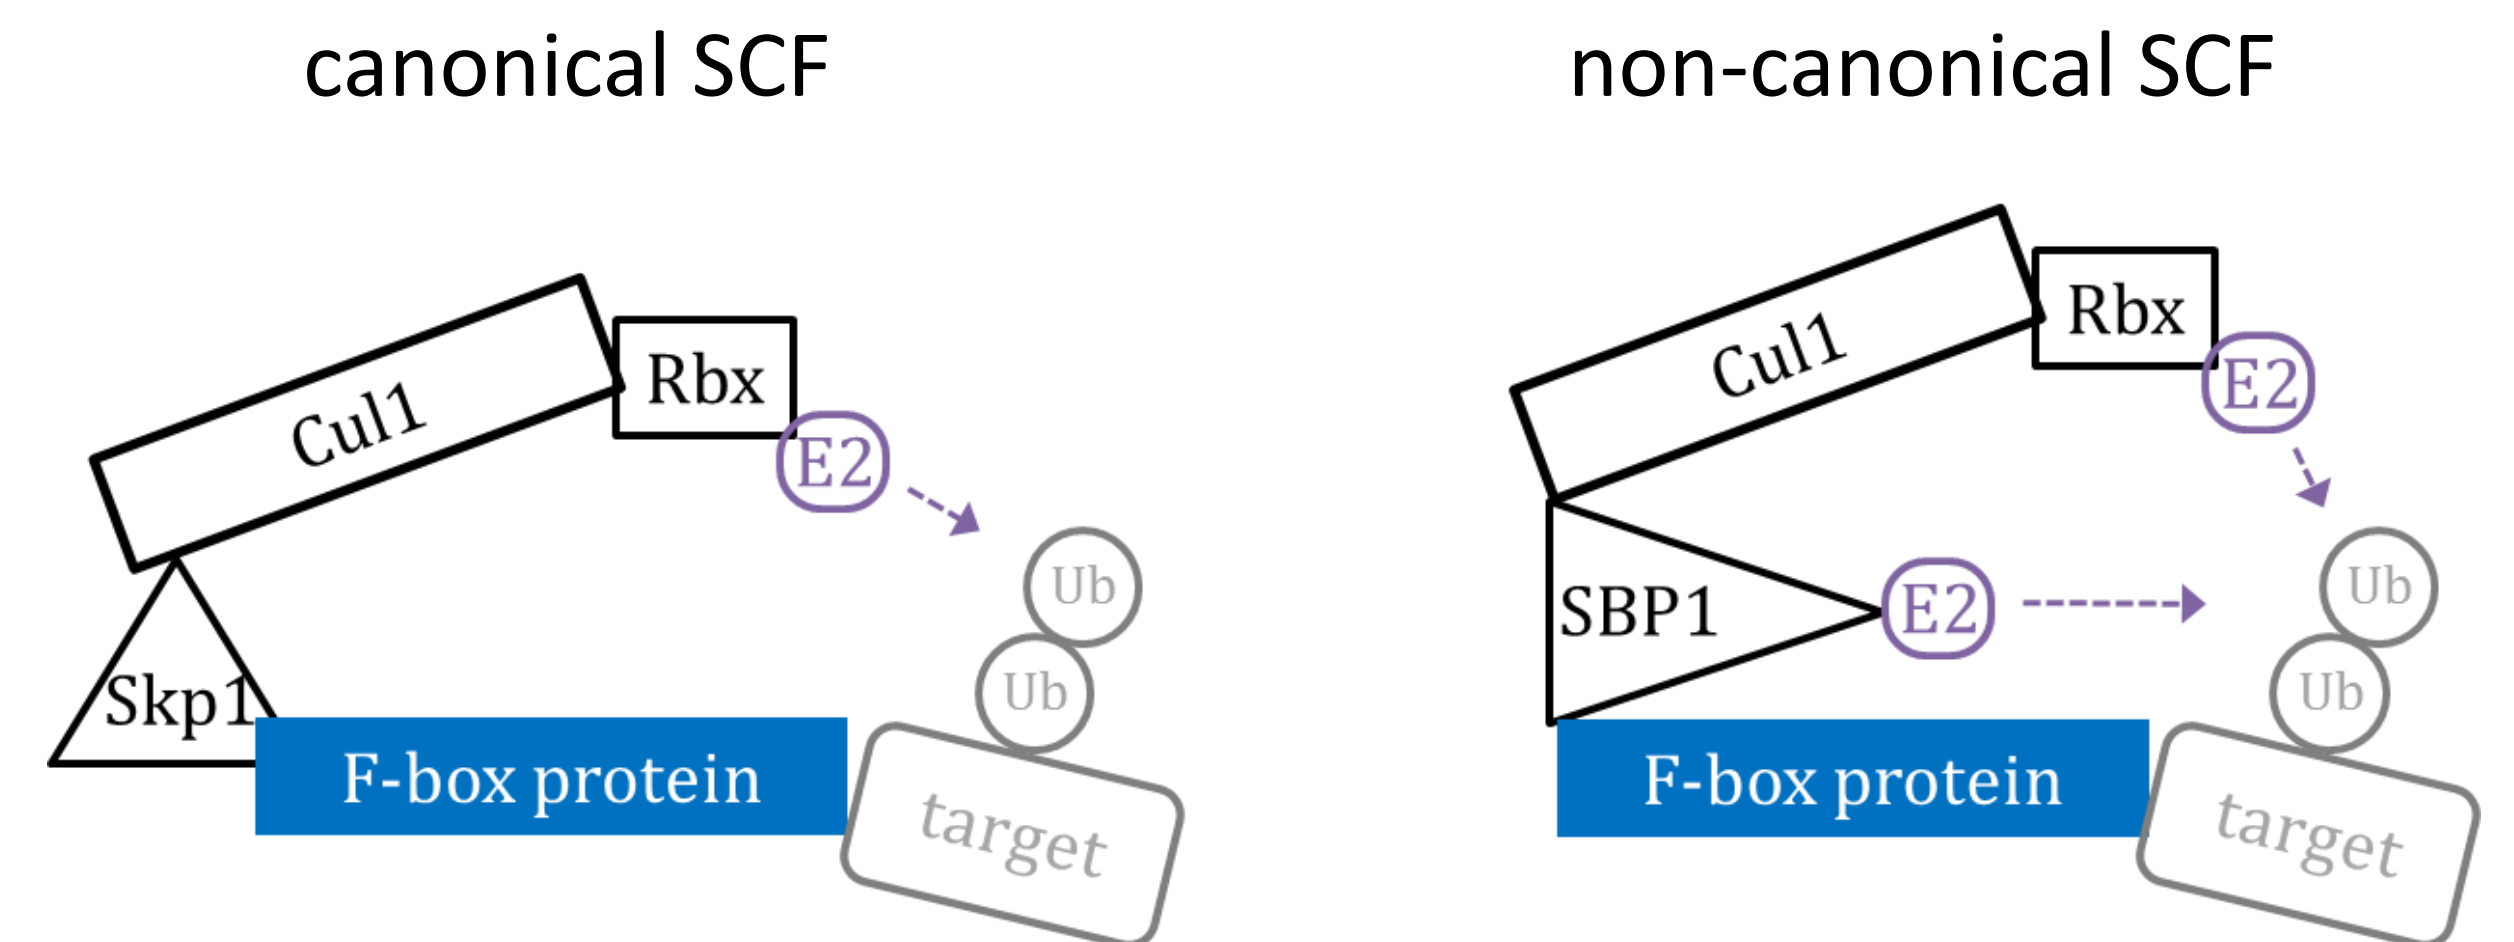 canonical SCF
Cul1
Rbx
E2
Ub
Ub
Skp1
F-box protein
target
non-canonical SCF
Cul1
Rbx
E2
SBP1
E2
Ub
Ub
F-box protein
target